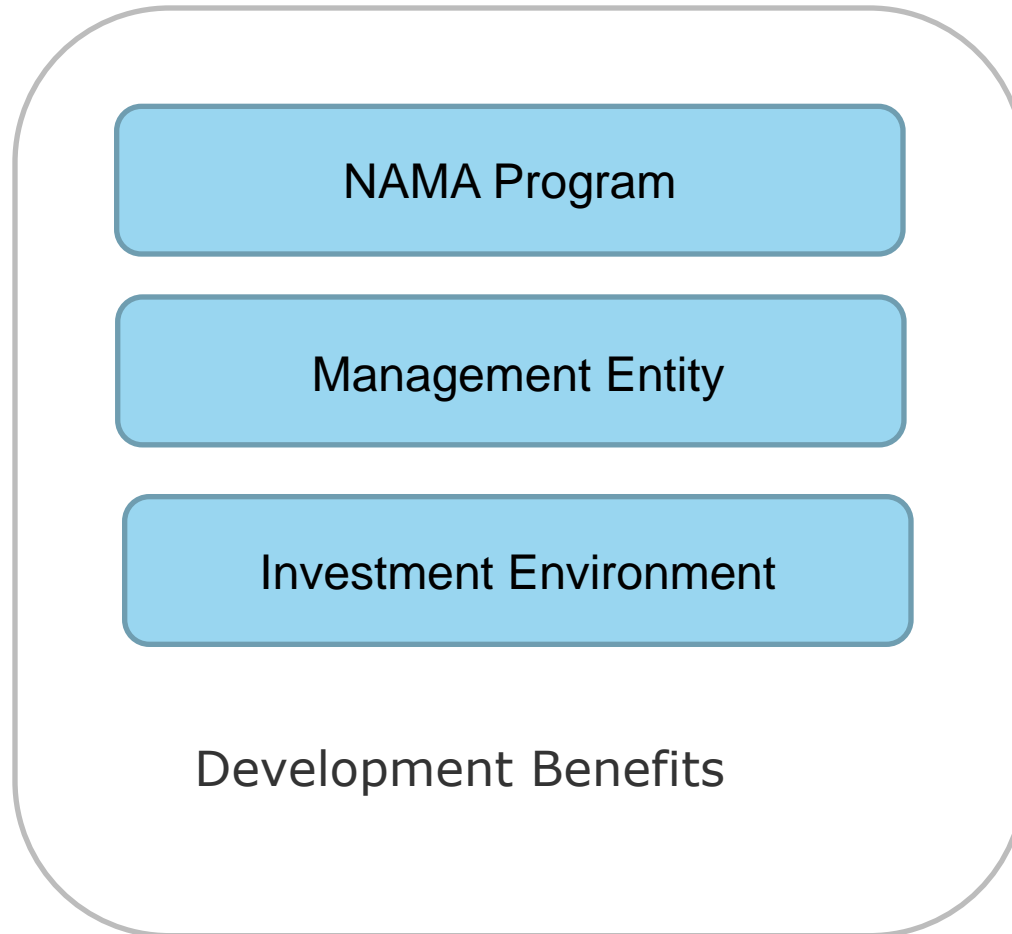 NAMA Program
Management Entity
Investment Environment
Development Benefits